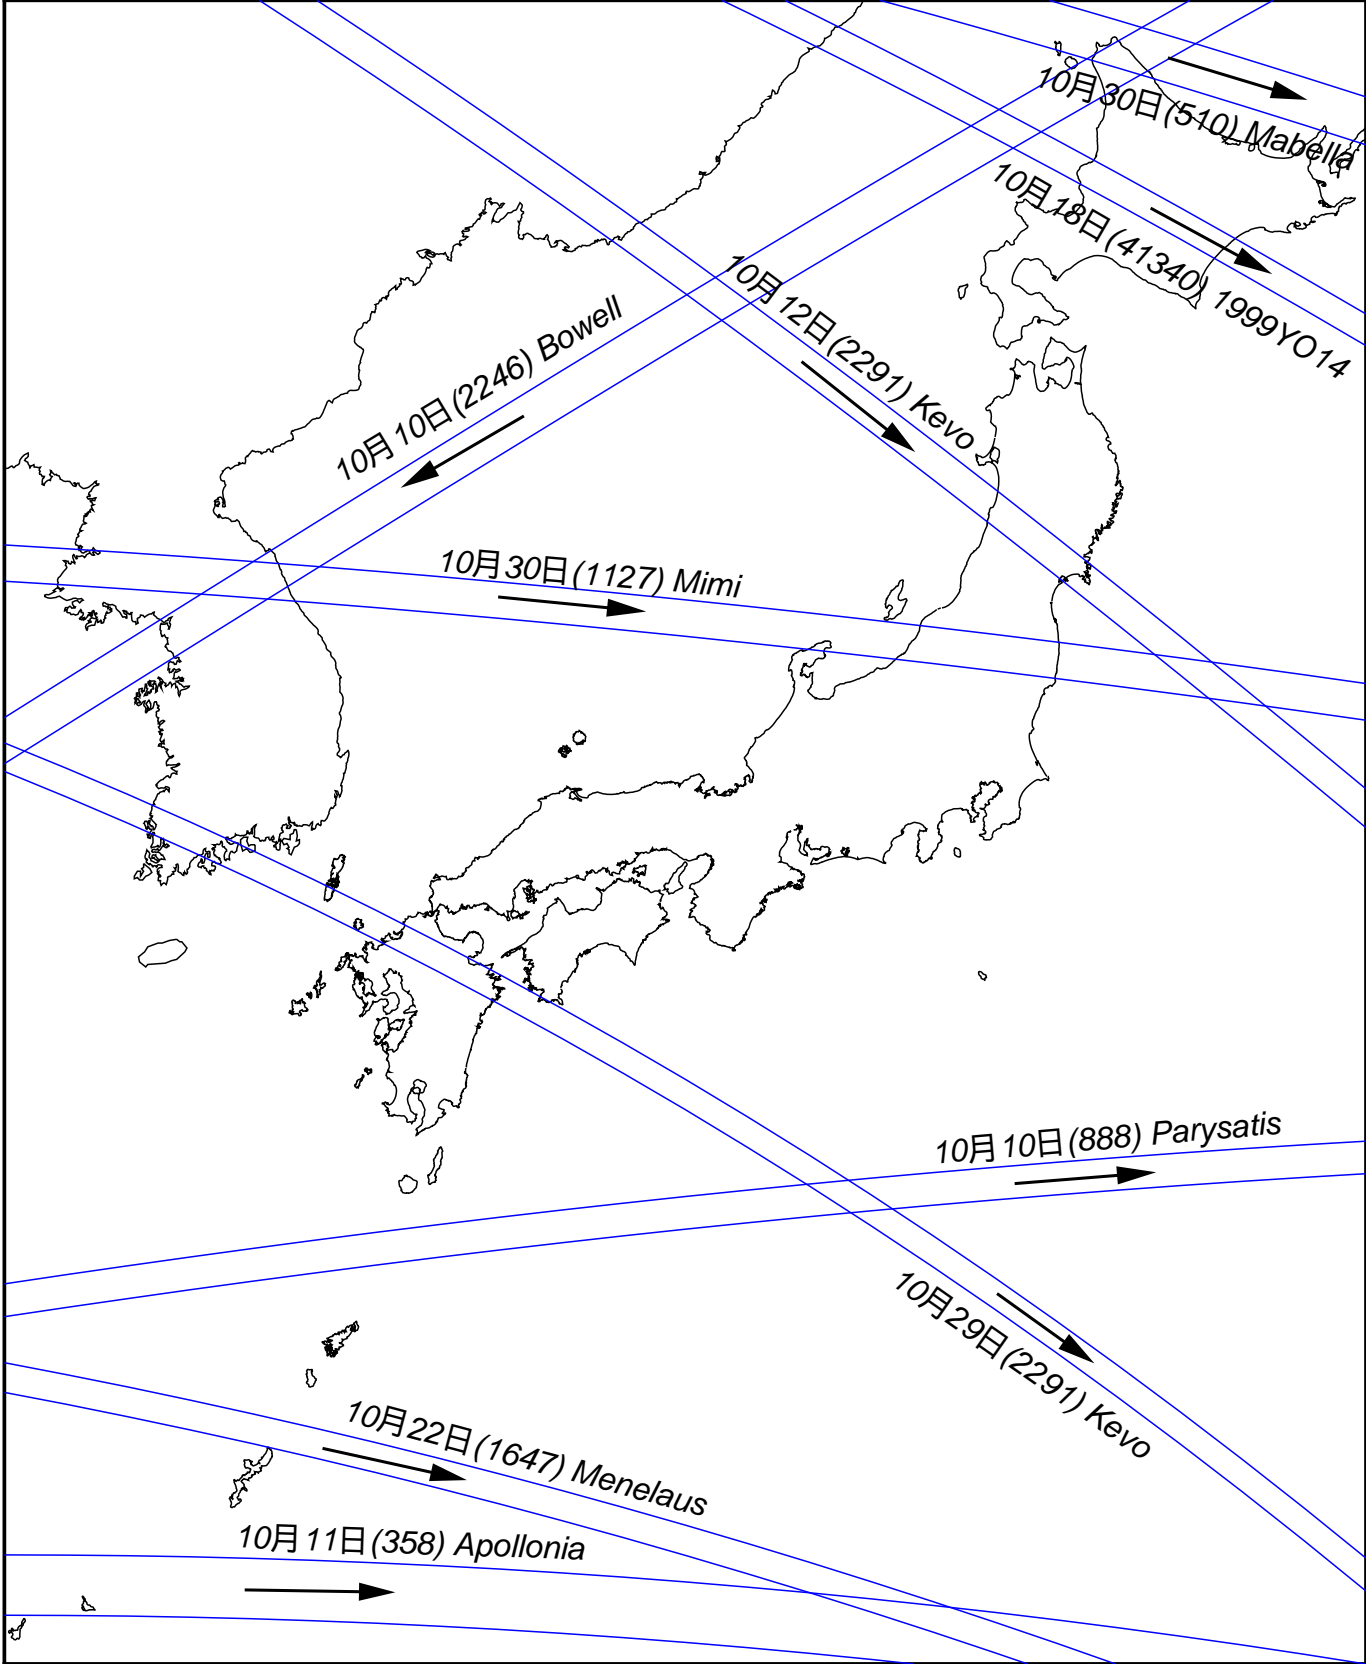 10月30日(510) Mabella
10月18日(41340) 1999YO14
10月12日(2291) Kevo
10月10日(2246) Bowell
10月30日(1127) Mimi
10月10日(888) Parysatis
10月29日(2291) Kevo
10月22日(1647) Menelaus
10月11日(358) Apollonia